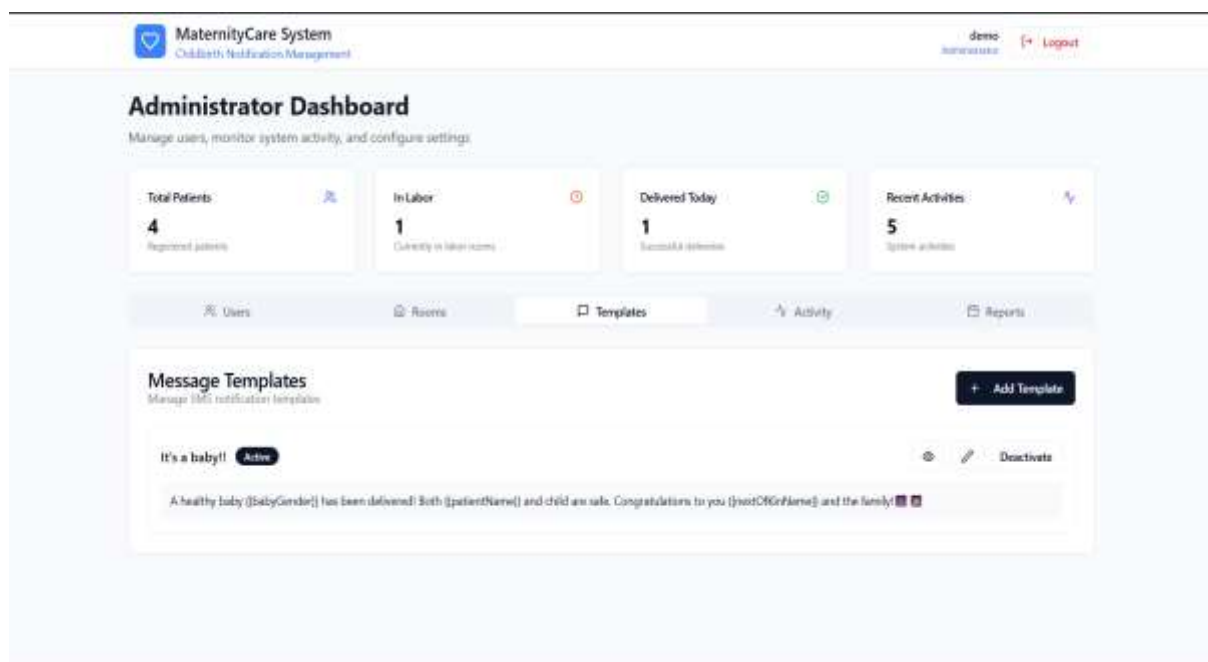 MaternityCare System
Childbirth Notification Management
demo
Administrator
Logout
Administrator Dashboard
Manage users, monitor system activity, and configure settings
Total Patients
4
Registered patients
In Labor
1
Currently in labor rooms
Delivered Today
1
Successful deliveries
Recent Activities
5
System activities
Users
Rooms
Templates
Activity
Reports
Message Templates
Manage SMS notification templates
+ Add Template
It's a baby!!
Active
Deactivate
A healthy baby {{babyGender}} has been delivered! Both {{patientName}} and child are safe. Congratulations to you {{nextOfKinName}} and the family!